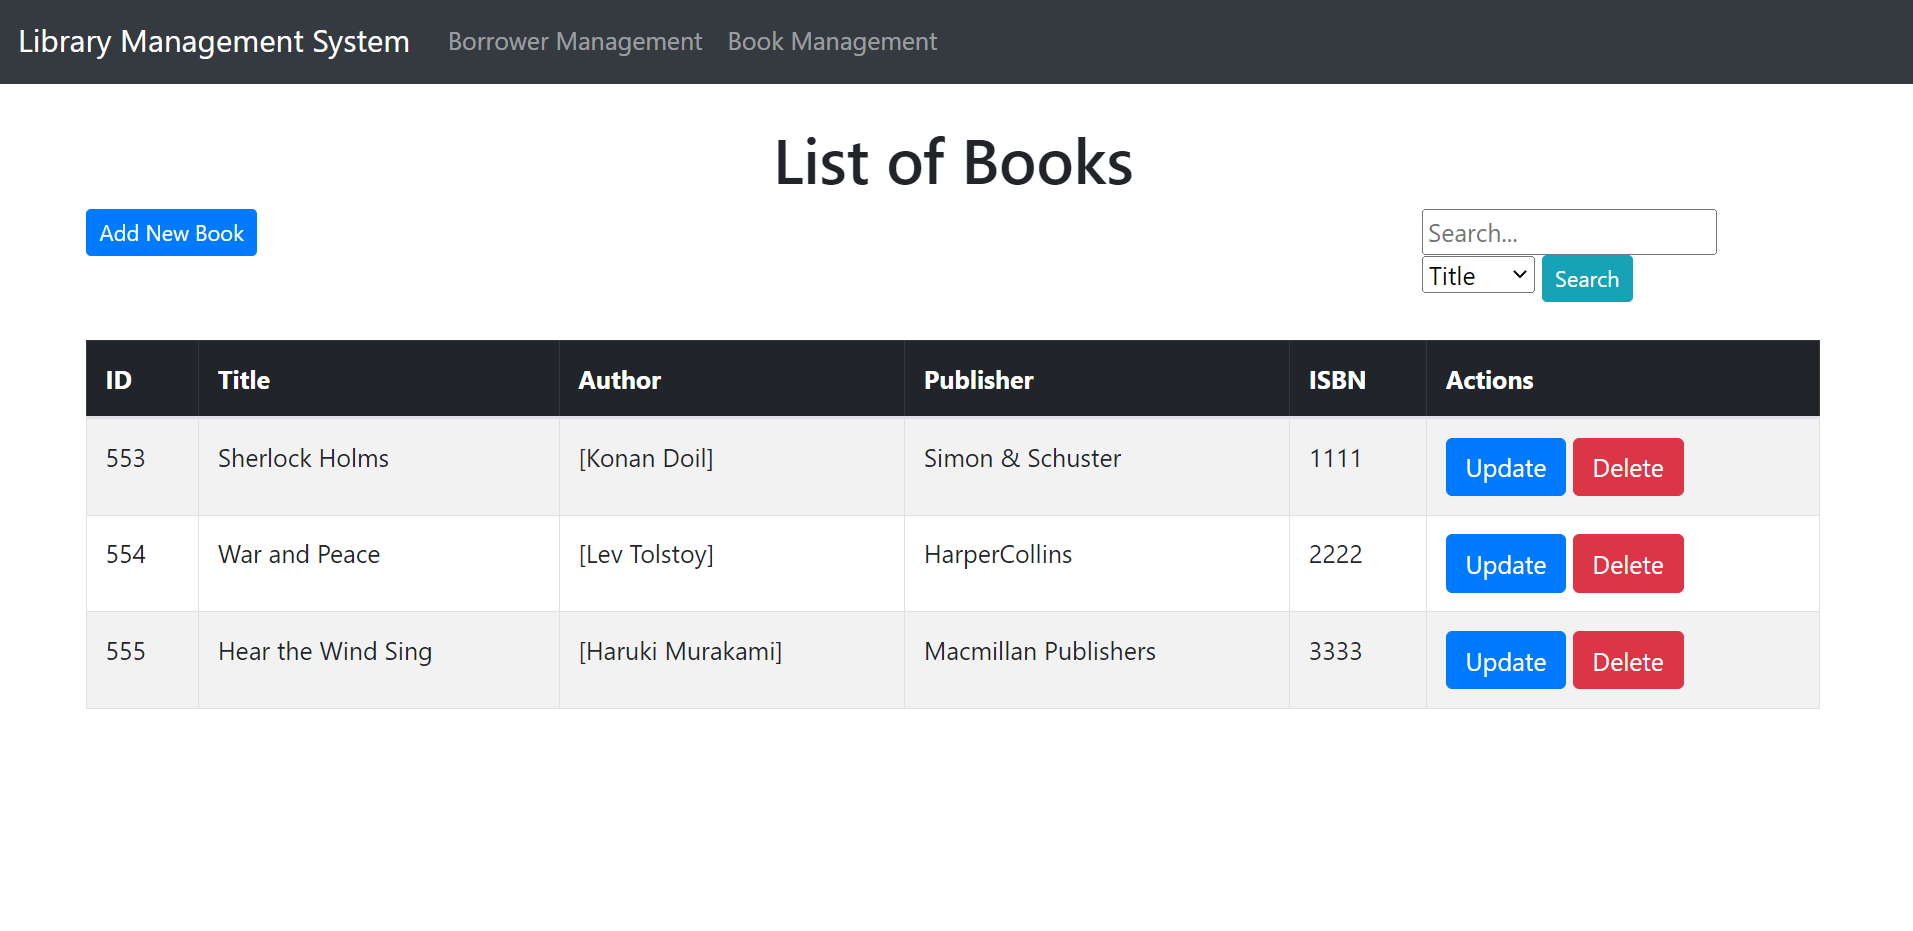 Library Management System Borrower Management Book Management
List of Books
Add New Book
Search...
Title Search
ID Title Author Publisher ISBN Actions
553 Sherlock Holms [Konan Doil] Simon & Schuster 1111 Update Delete
554 War and Peace [Lev Tolstoy] HarperCollins 2222 Update Delete
555 Hear the Wind Sing [Haruki Murakami] Macmillan Publishers 3333 Update Delete